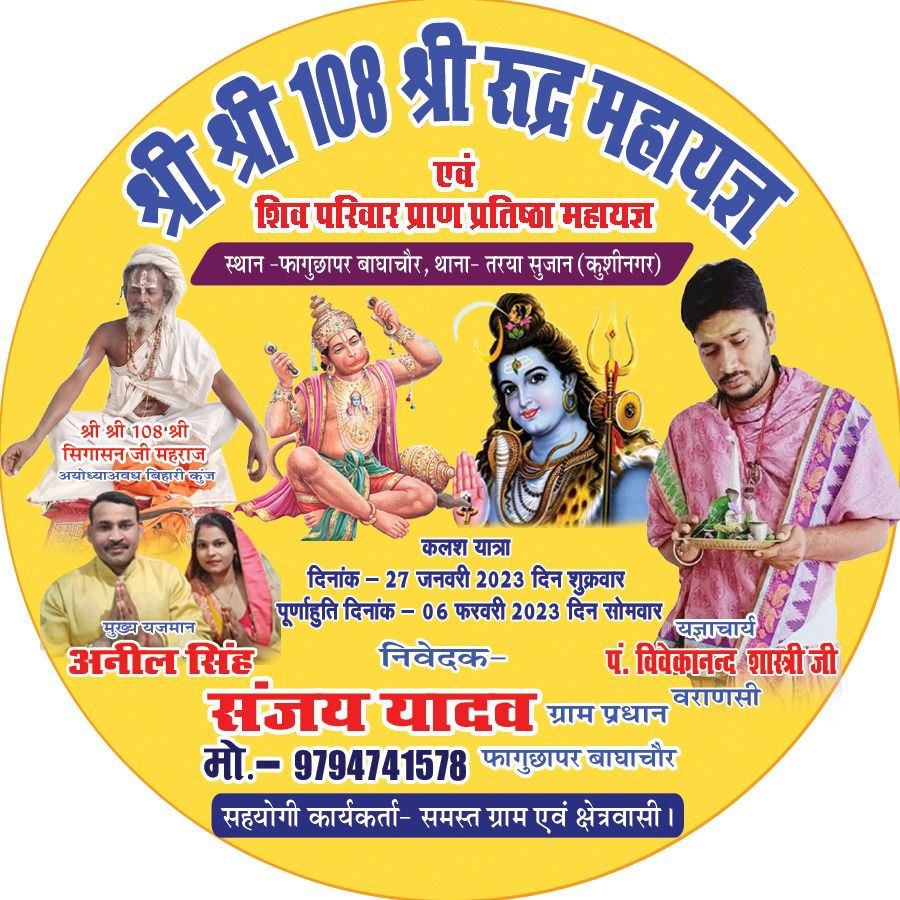 श्री श्री 108 श्री रुद्र महायज्ञ
एवं
शिव परिवार प्राण प्रतिष्ठा महायज्ञ
स्थान -फागुछापर बाघाचौर, थाना- तरया सुजान (कुशीनगर)
श्री श्री 108 श्री
सिगासन जी महराज
अयोध्याअवध बिहारी कुंज
कलश यात्रा
दिनांक – 27 जनवरी 2023 दिन शुक्रवार
पूर्णाहुति दिनांक – 06 फरवरी 2023 दिन सोमवार
मुख्य यजमान
अनील सिंह
यज्ञाचार्य
पं. विवेकानन्द शास्त्री जी
वाराणसी
निवेदक-
संजय यादव ग्राम प्रधान
मो.– 9794741578 फागुछापर बाघाचौर
सहयोगी कार्यकर्ता- समस्त ग्राम एवं क्षेत्रवासी।